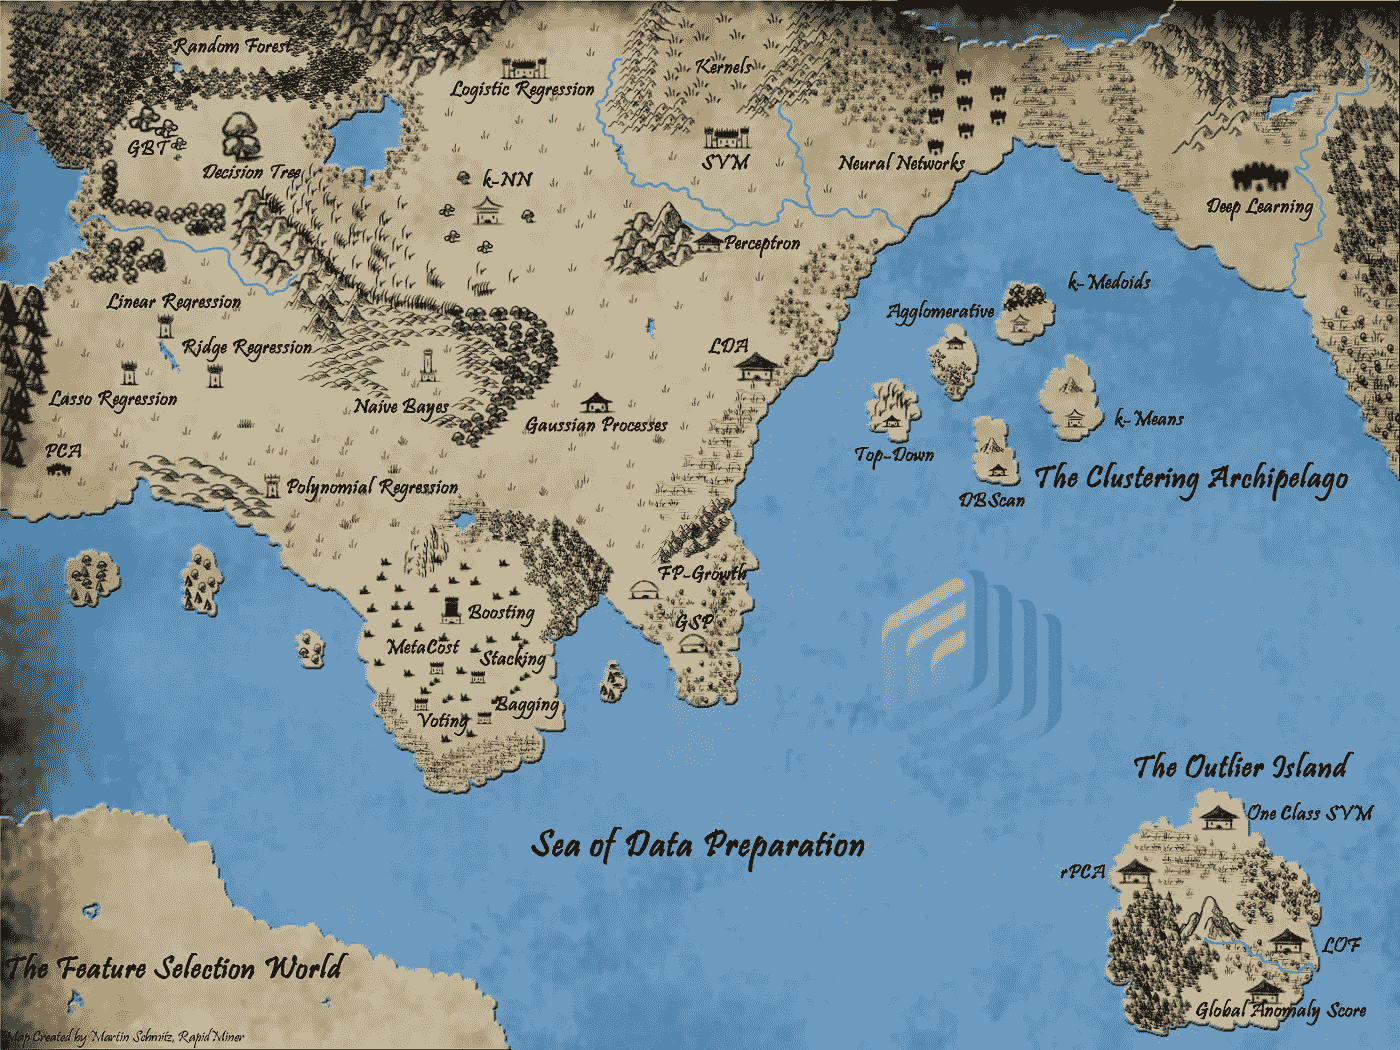 Random Forest
Kernels
Logistic Regression
GBT
SVM
Neural Networks
Decision Tree
k-NN
Deep Learning
Perceptron
k-Medoids
Linear Regression
Agglomerative
Ridge Regression
LDA
Lasso Regression
Naive Bayes
Gaussian Processes
k-Means
PCA
Top-Down
The Clustering Archipelago
Polynomial Regression
DBScan
FP-Growth
Boosting
GSP
MetaCost
Stacking
Bagging
Voting
The Outlier Island
One Class SVM
Sea of Data Preparation
rPCA
LOF
The Feature Selection World
Global Anomaly Score
Map Created by Martin Schmitz, RapidMiner